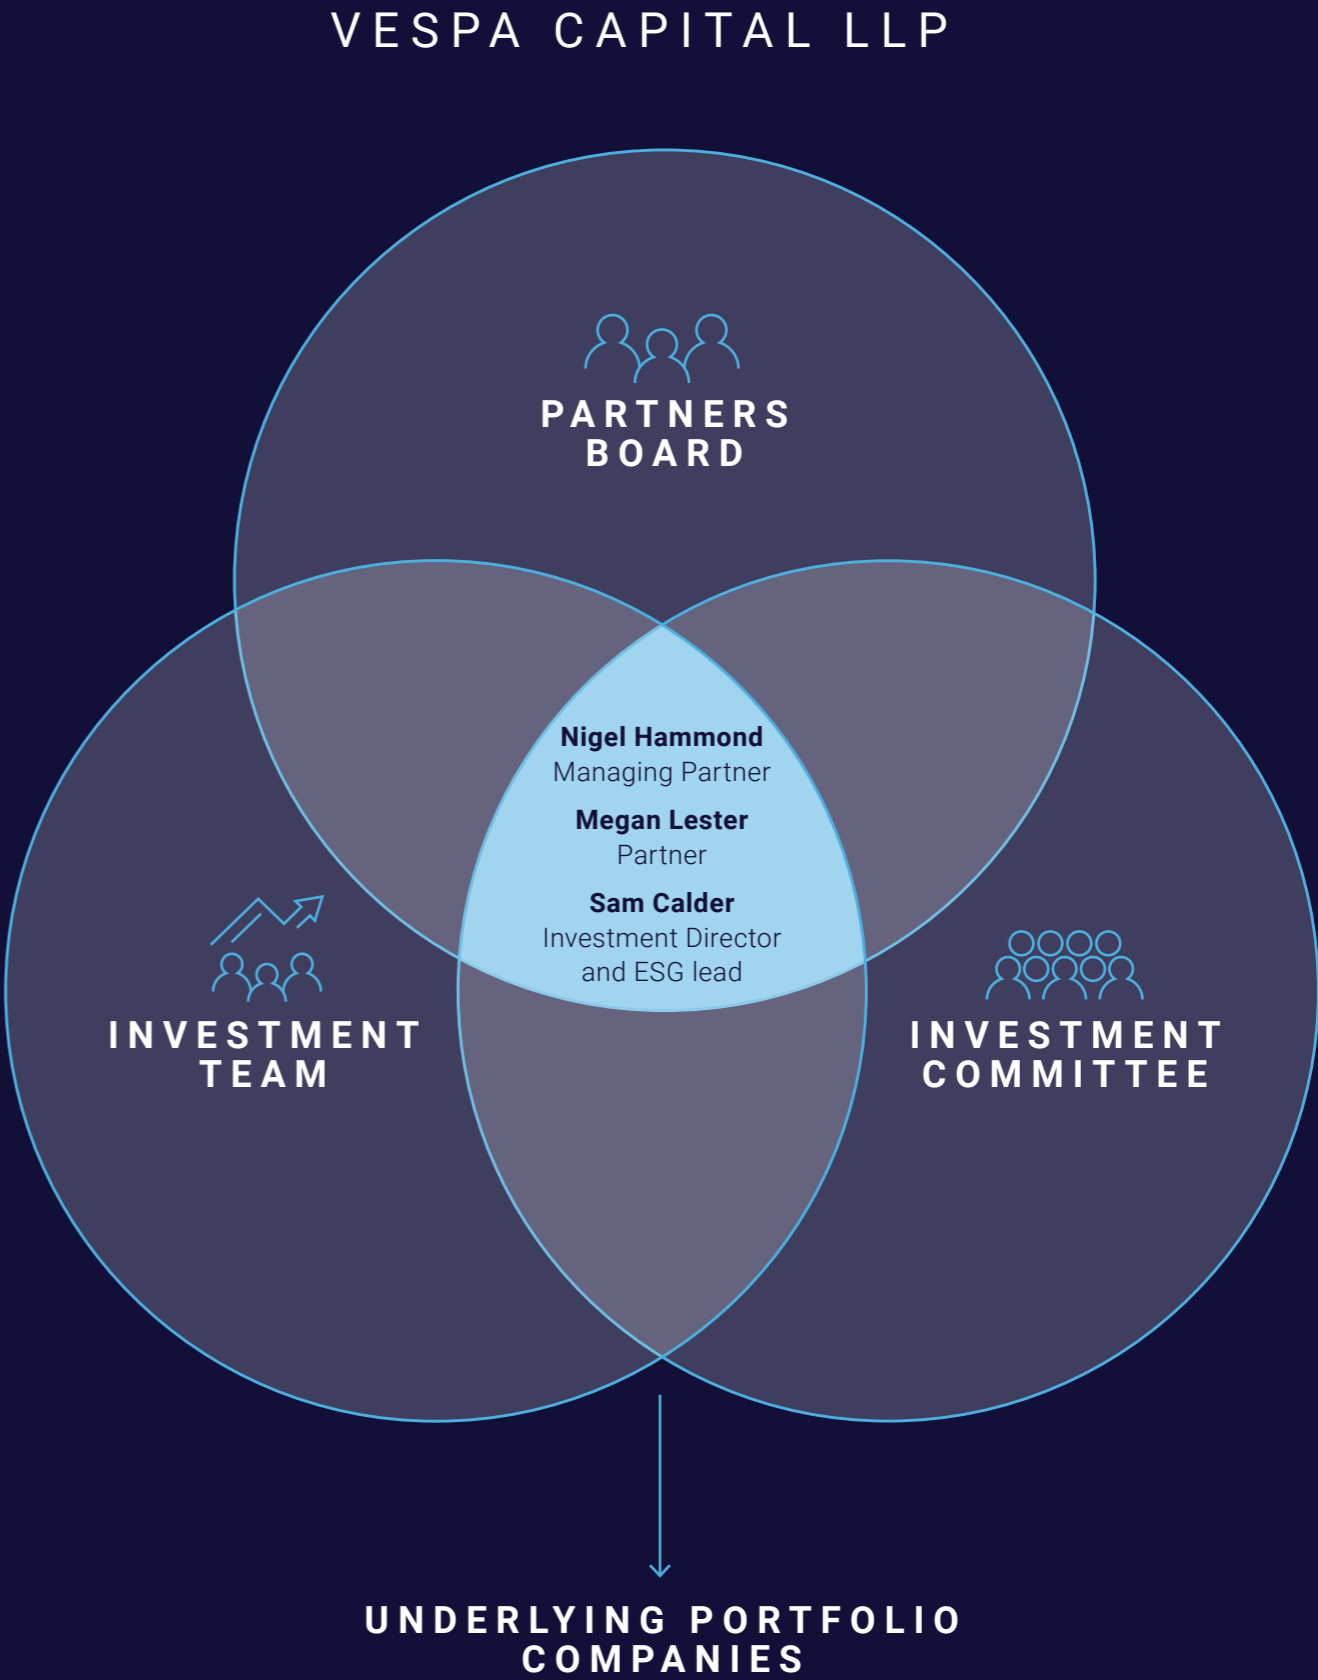 VESPA CAPITAL LLP
PARTNERS
BOARD
Nigel Hammond
Managing Partner
Megan Lester
Partner
Sam Calder
Investment Director
and ESG lead
INVESTMENT
TEAM
INVESTMENT
COMMITTEE
UNDERLYING PORTFOLIO
COMPANIES